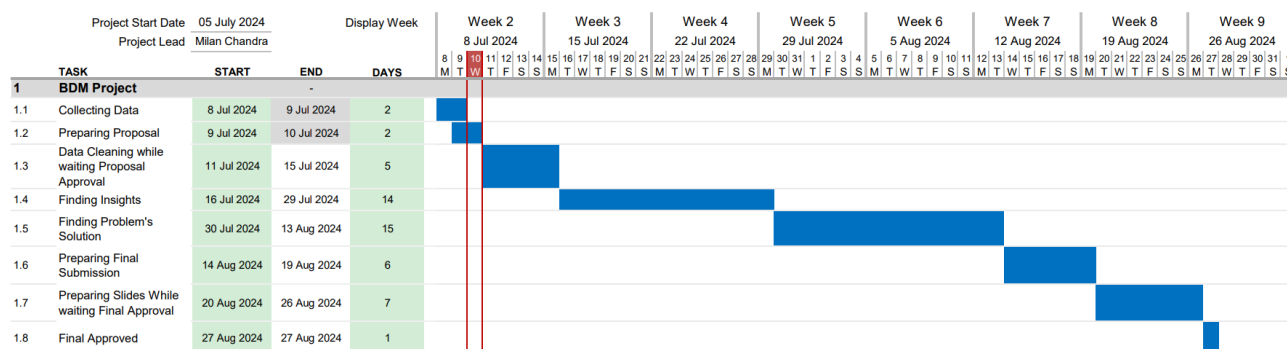 Project Start Date 05 July 2024 Display Week Week 2 Week 3 Week 4 Week 5 Week 6 Week 7 Week 8 Week 9
Project Lead Milan Chandra 8 Jul 2024 15 Jul 2024 22 Jul 2024 29 Jul 2024 5 Aug 2024 12 Aug 2024 19 Aug 2024 26 Aug 2024
8 9 10 11 12 13 14 15 16 17 18 19 20 21 22 23 24 25 26 27 28 29 30 31 1 2 3 4 5 6 7 8 9 10 11 12 13 14 15 16 17 18 19 20 21 22 23 24 25 26 27 28 29 30 31
TASK START END DAYS M T W T F S S M T W T F S S M T W T F S S M T W T F S S M T W T F S S M T W T F S S M T W T F S S M T W T F S
1 BDM Project -
1.1 Collecting Data 8 Jul 2024 9 Jul 2024 2
1.2 Preparing Proposal 9 Jul 2024 10 Jul 2024 2
Data Cleaning while
1.3 waiting Proposal 11 Jul 2024 15 Jul 2024 5
Approval
1.4 Finding Insights 16 Jul 2024 29 Jul 2024 14
Finding Problem's
1.5 Solution 30 Jul 2024 13 Aug 2024 15
Preparing Final
1.6 Submission 14 Aug 2024 19 Aug 2024 6
Preparing Slides While
1.7 waiting Final Approval 20 Aug 2024 26 Aug 2024 7
1.8 Final Approved 27 Aug 2024 27 Aug 2024 1